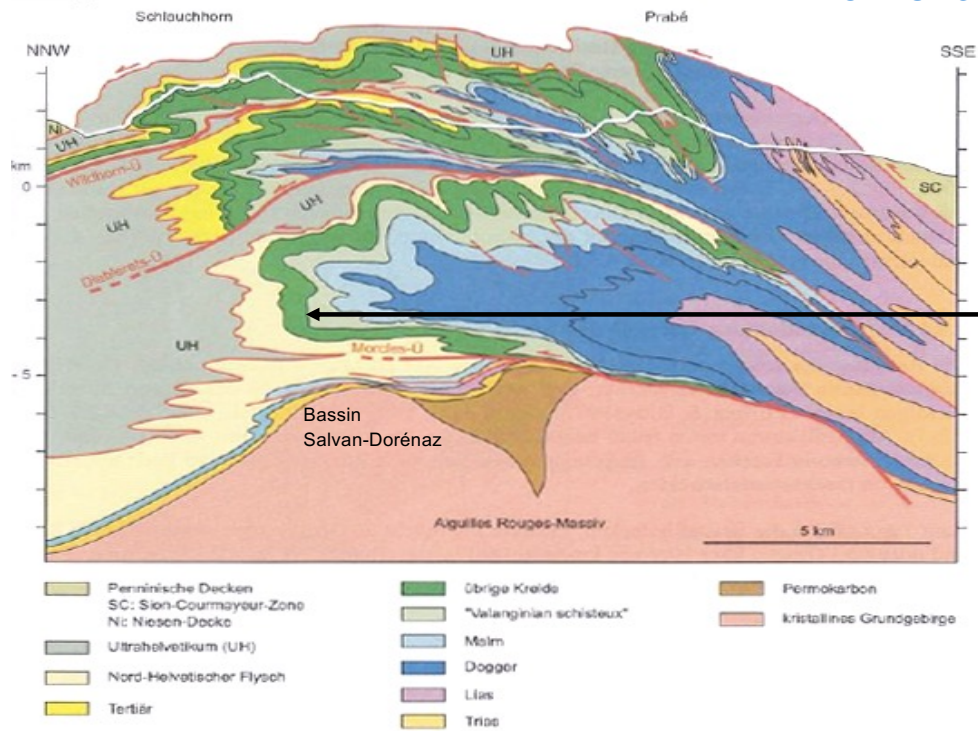 Schlauchhorn
Prabé
NNW
SSE
UH
Ni
UH
km
0
Wildhorn-Ü
SC
UH
UH
Diablerets-Ü
UH
Morcles-Ü
- 5
Bassin
Salvan-Dorénaz
Aiguilles Rouges-Massiv
5 km
Penninische Decken
SC: Sion-Courmayeur-Zone
Ni: Niesen-Decke
Ultrahelvetikum (UH)
Nord-Helvetischer Flysch
Tertiär
übrige Kreide
"Valanginian schisteux"
Malm
Dogger
Lias
Trias
Permokarbon
kristallines Grundgebirge